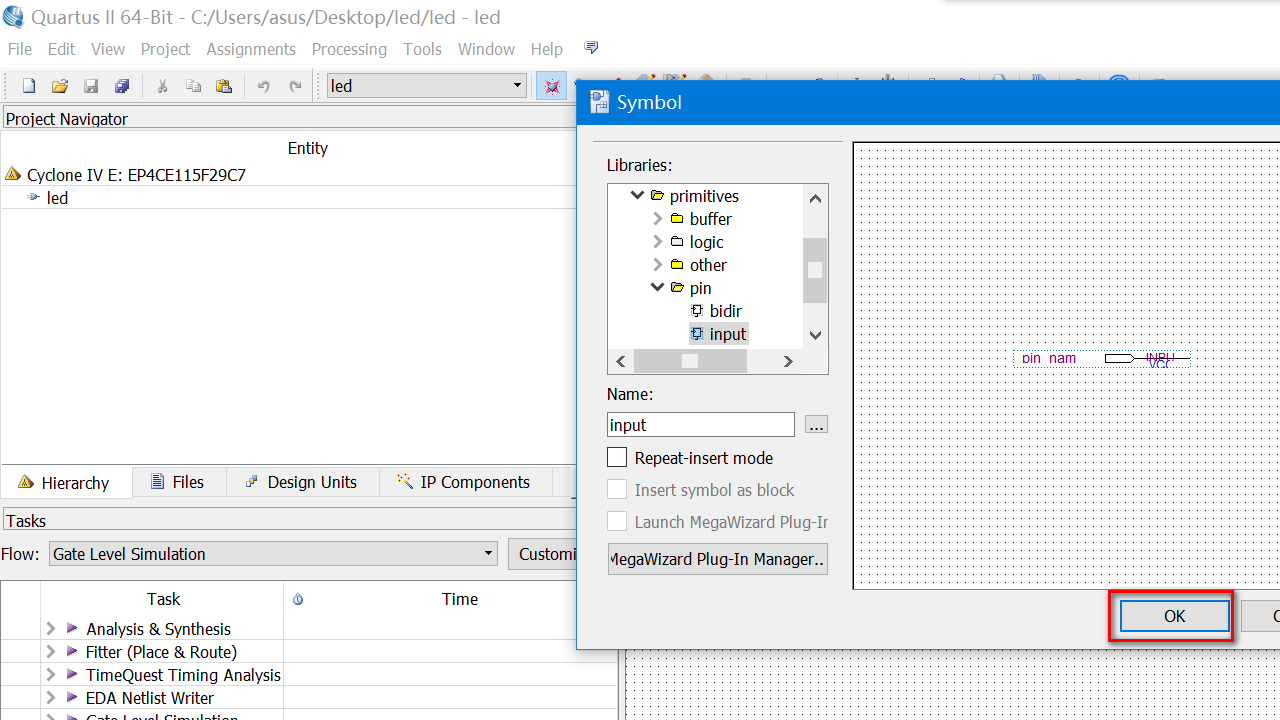 Quartus II 64-Bit - C:/Users/asus/Desktop/led/led - led
File Edit View Project Assignments Processing Tools Window Help
led
Project Navigator
Entity
Cyclone IV E: EP4CE115F29C7
led
Hierarchy Files Design Units IP Components
Tasks
Flow: Gate Level Simulation Customi
Task Time
Analysis & Synthesis
Fitter (Place & Route)
TimeQuest Timing Analysis
EDA Netlist Writer
Gate Level Simulation
Symbol
Libraries:
primitives
buffer
logic
other
pin
bidir
input
Name:
input ...
Repeat-insert mode
Insert symbol as block
Launch MegaWizard Plug-In
MegaWizard Plug-In Manager..
pin_nam INPU
VCC
OK C